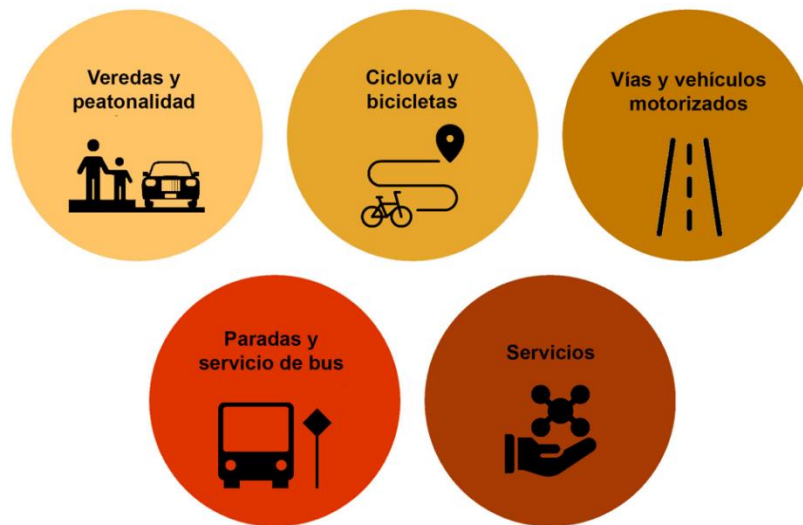 Veredas y
peatonalidad
Ciclovía y
bicicletas
Vías y vehículos
motorizados
Paradas y
servicio de bus
Servicios